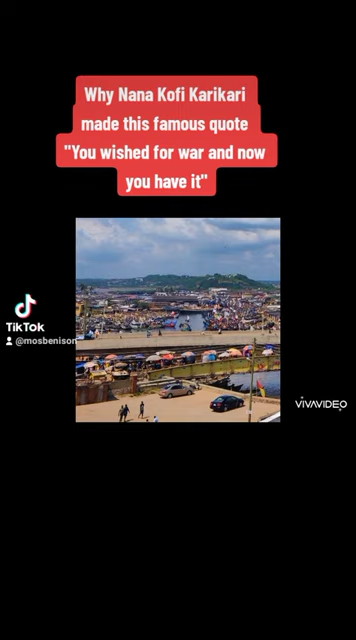 Why Nana Kofi Karikari
made this famous quote
"You wished for war and now
you have it"
TikTok
@mosbenison
VIVAVIDEO